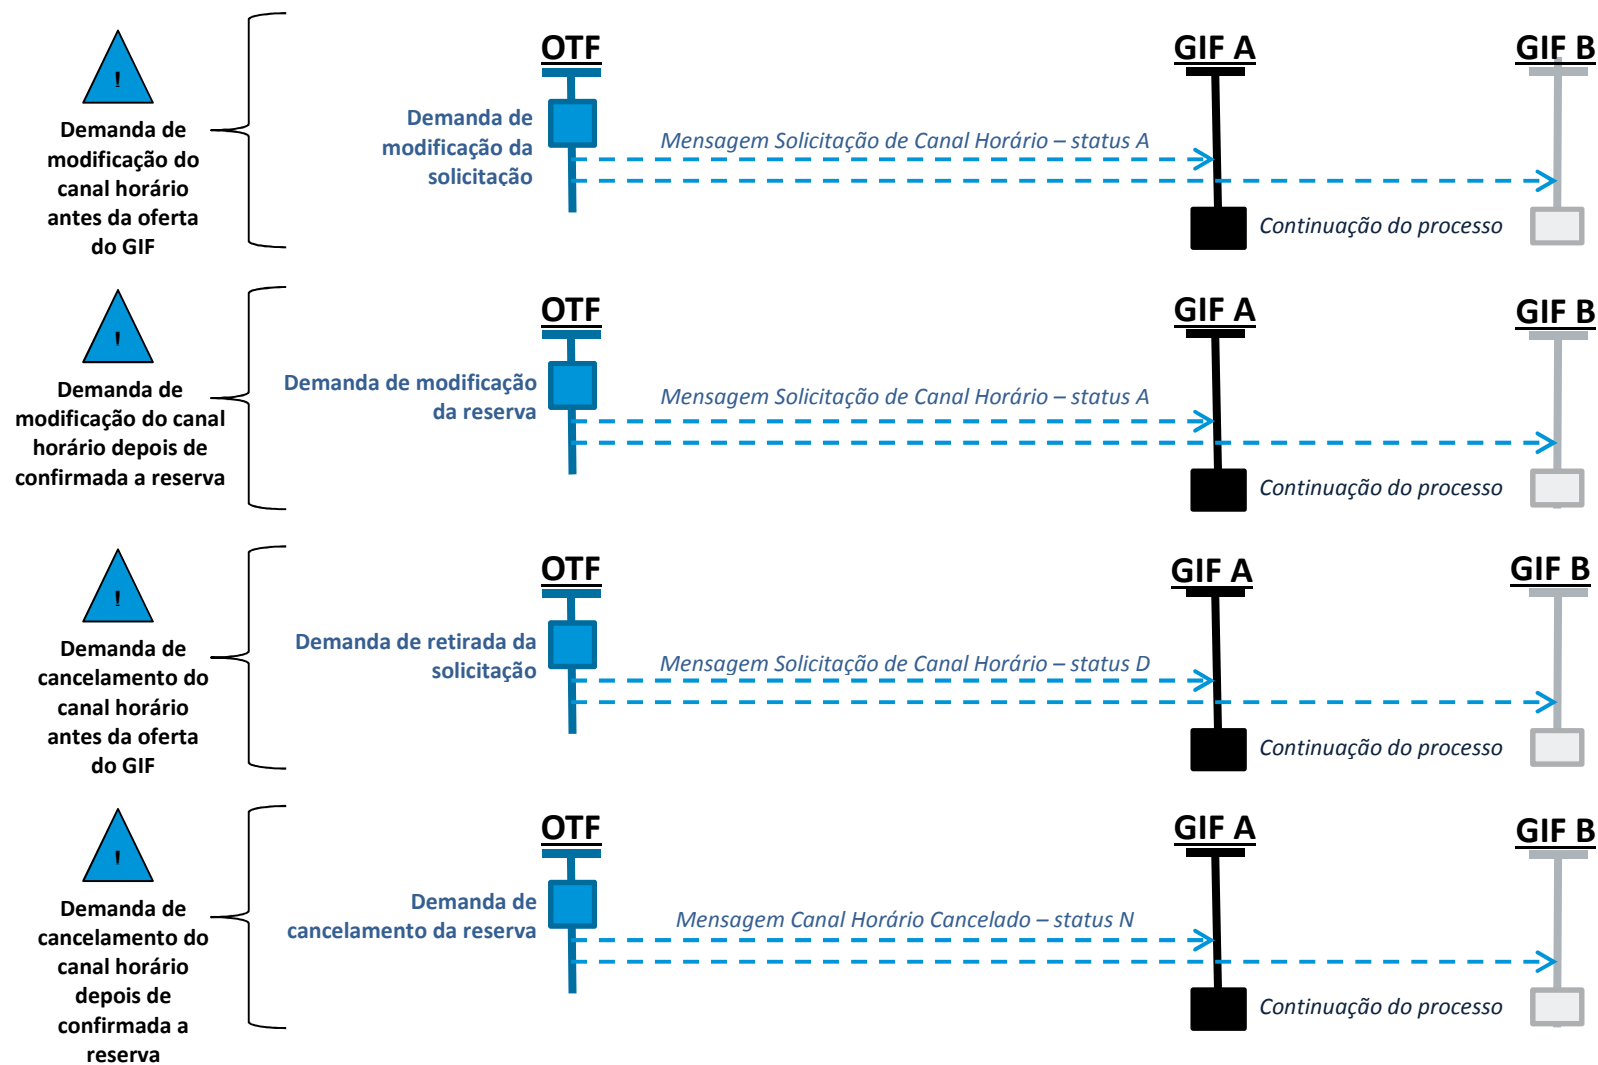 !
Demanda de
modificação do
canal horário
antes da oferta
do GIF
OTF
GIF A
GIF B
Demanda de
modificação da
solicitação
Mensagem Solicitação de Canal Horário – status A
Continuação do processo
!
Demanda de
modificação do canal
horário depois de
confirmada a reserva
OTF
GIF A
GIF B
Demanda de modificação
da reserva
Mensagem Solicitação de Canal Horário – status A
Continuação do processo
!
Demanda de
cancelamento do
canal horário
antes da oferta
do GIF
OTF
GIF A
GIF B
Demanda de retirada da
solicitação
Mensagem Solicitação de Canal Horário – status D
Continuação do processo
!
Demanda de
cancelamento do
canal horário
depois de
confirmada a
reserva
OTF
GIF A
GIF B
Demanda de
cancelamento da reserva
Mensagem Canal Horário Cancelado – status N
Continuação do processo